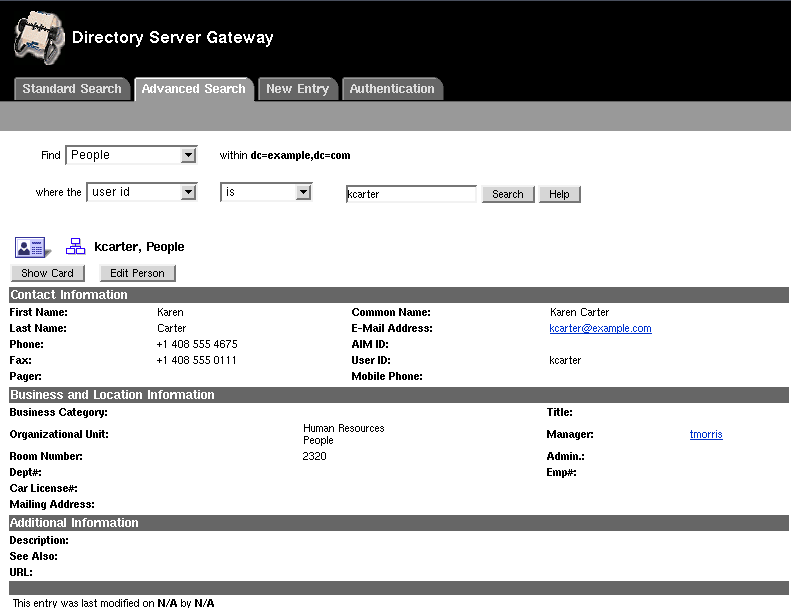 Directory Server Gateway
Standard Search Advanced Search New Entry Authentication
Find People within dc=example,dc=com
where the user id is kcarter Search Help
kcarter, People
Show Card Edit Person
Contact Information
First Name: Karen Common Name: Karen Carter
Last Name: Carter E-Mail Address: kcarter@example.com
Phone: +1 408 555 4675 AIM ID:
Fax: +1 408 555 0111 User ID: kcarter
Pager: Mobile Phone:
Business and Location Information
Business Category: Title:
Organizational Unit: Human Resources
People Manager: tmorris
Room Number: 2320 Admin.:
Dept#: Emp#:
Car License#:
Mailing Address:
Additional Information
Description:
See Also:
URL:
This entry was last modified on N/A by N/A